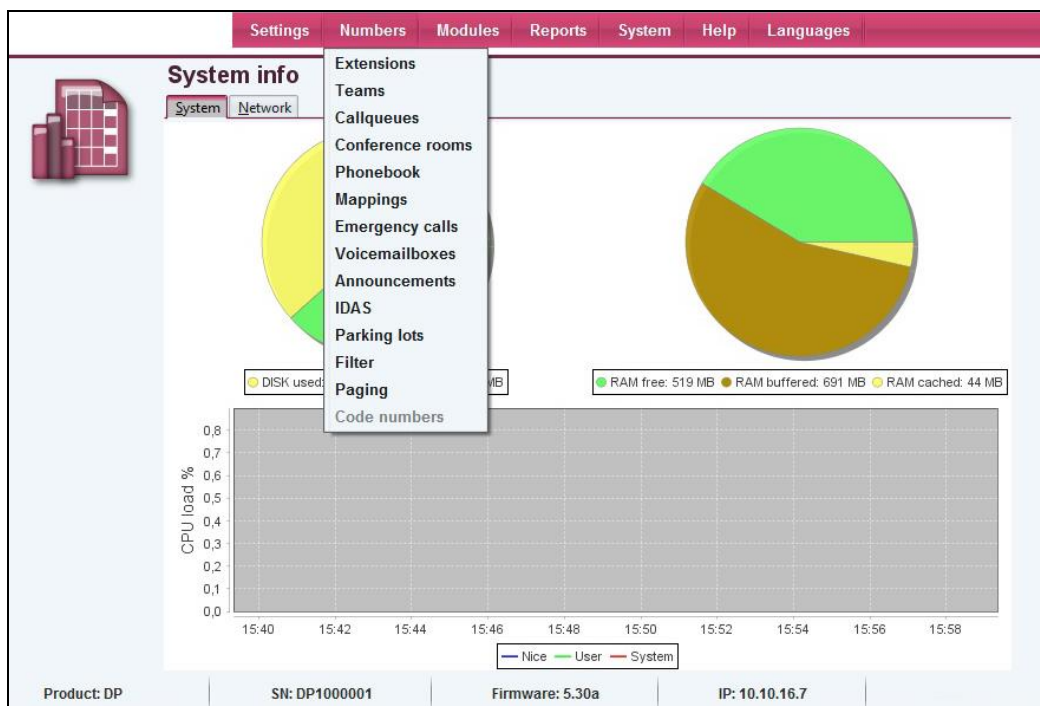 Settings Numbers Modules Reports System Help Languages
System info
System Network
Extensions
Teams
Callqueues
Conference rooms
Phonebook
Mappings
Emergency calls
Voicemailboxes
Announcements
IDAS
Parking lots
Filter
Paging
Code numbers
DISK used: MB
RAM free: 519 MB RAM buffered: 691 MB RAM cached: 44 MB
CPU load %
0,8
0,7
0,6
0,5
0,4
0,3
0,2
0,1
0,0
15:40 15:42 15:44 15:46 15:48 15:50 15:52 15:54 15:56 15:58
Nice User System
Product: DP SN: DP1000001 Firmware: 5.30a IP: 10.10.16.7